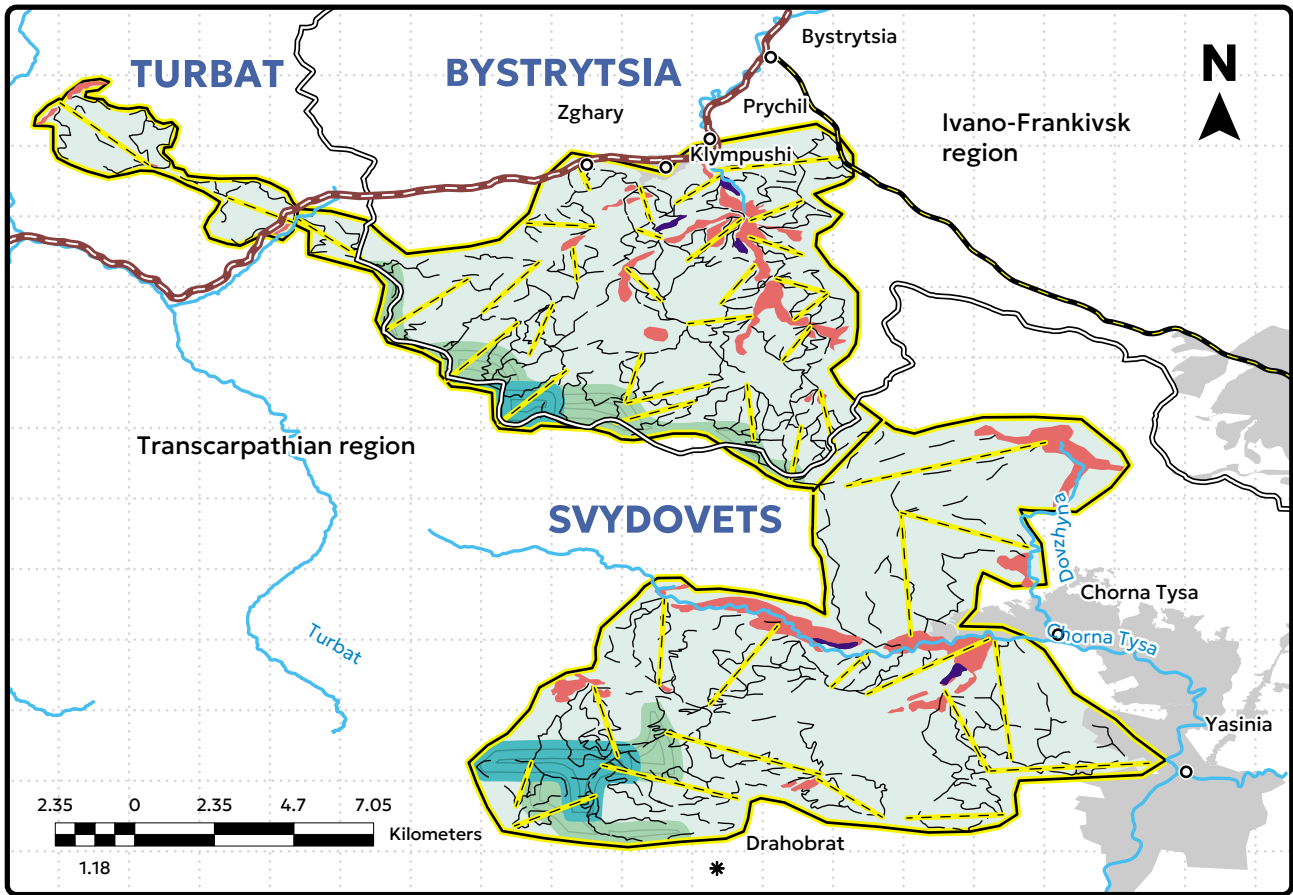 TURBAT
BYSTRYTSIA
Bystrytsia
N
Zghary
Prychil
Ivano-Frankivsk
region
Klympushi
Transcarpathian region
SVYDOVETS
Dovzhyna
Chorna Tysa
Chorna Tysa
Turbat
Yasinia
2.35 0 2.35 4.7 7.05
Kilometers
1.18
Drahobrat